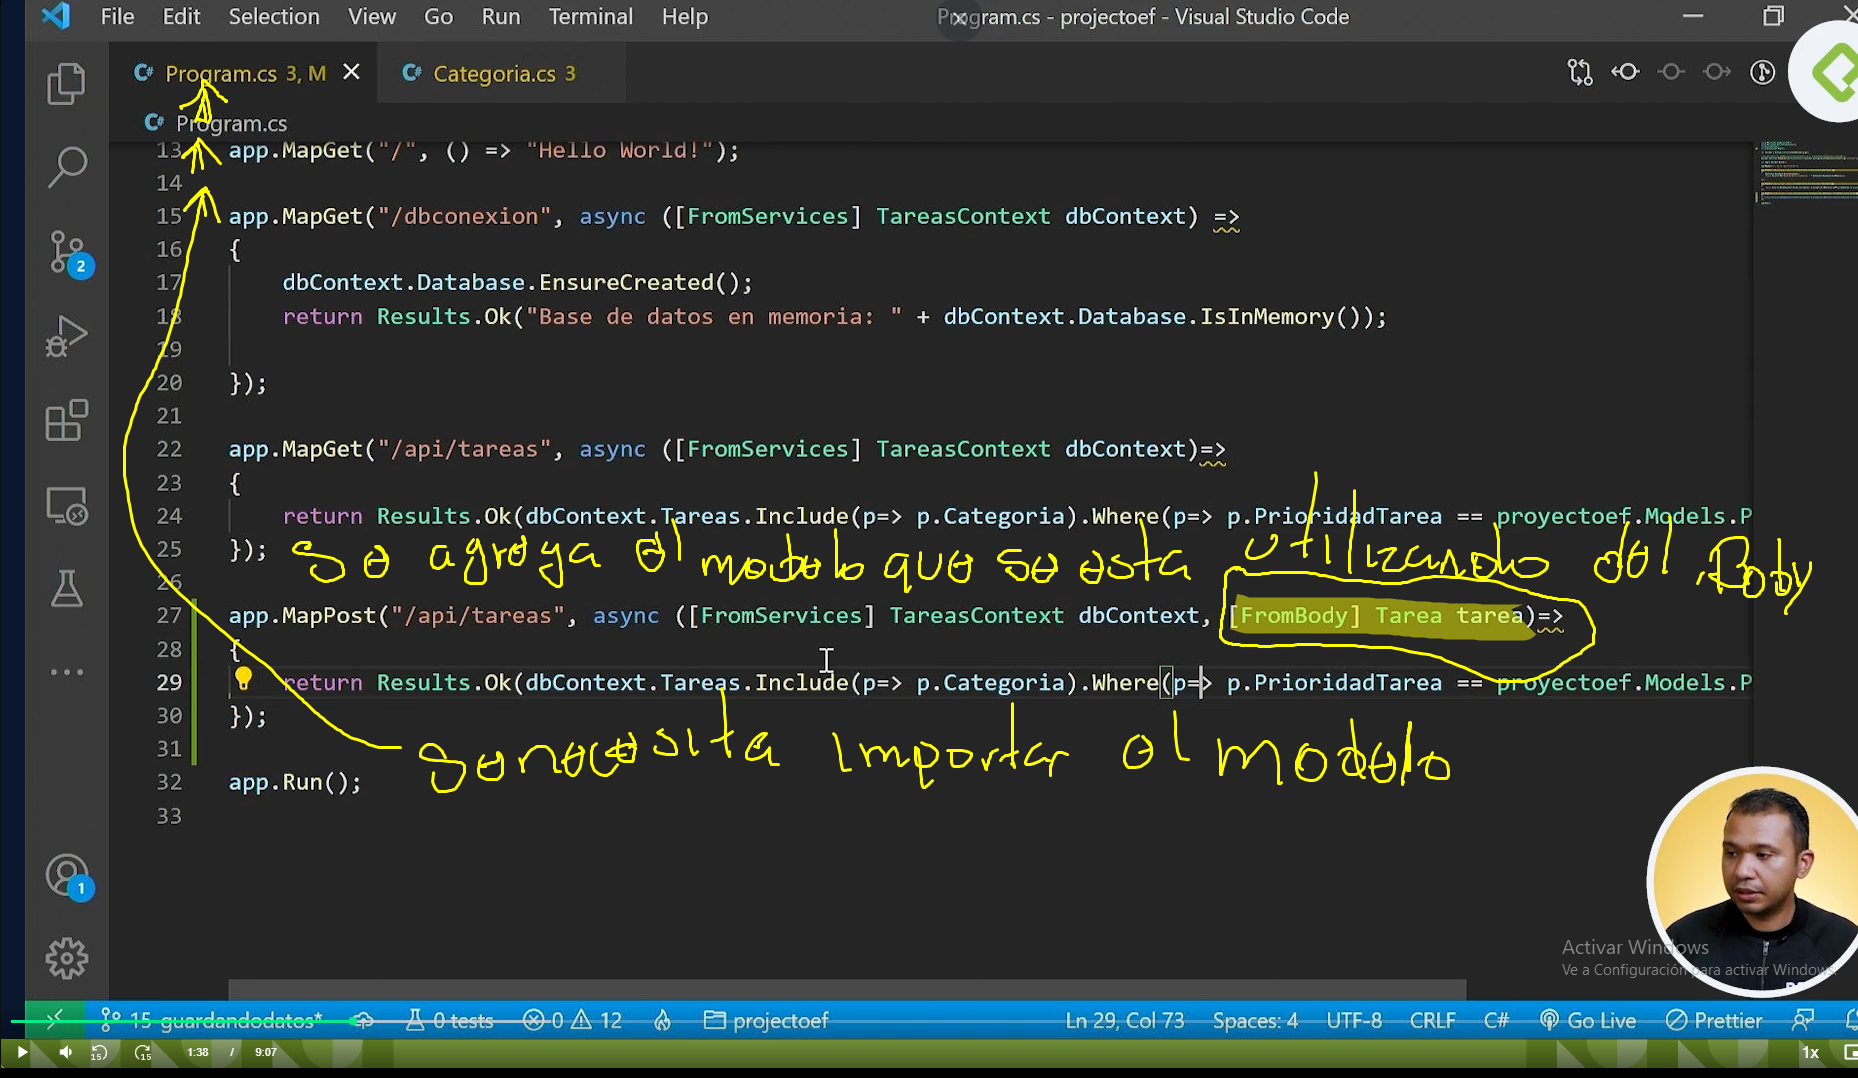 File Edit Selection View Go Run Terminal Help
Program.cs - projectoef - Visual Studio Code
C# Program.cs 3, M
C# Categoria.cs 3
C# Program.cs
13 app.MapGet("/", () => "Hello World!");
14
15 app.MapGet("/dbconexion", async ([FromServices] TareasContext dbContext) =>
16 {
17 dbContext.Database.EnsureCreated();
18 return Results.Ok("Base de datos en memoria: " + dbContext.Database.IsInMemory());
19
20 });
21
22 app.MapGet("/api/tareas", async ([FromServices] TareasContext dbContext)=>
23 {
24 return Results.Ok(dbContext.Tareas.Include(p=> p.Categoria).Where(p=> p.PrioridadTarea == proyectoef.Models.P
25 });
Se agrega el modelo que se esta utilizando del Body
26
27 app.MapPost("/api/tareas", async ([FromServices] TareasContext dbContext, [FromBody] Tarea tarea)=>
28 {
29 return Results.Ok(dbContext.Tareas.Include(p=> p.Categoria).Where(p=> p.PrioridadTarea == proyectoef.Models.P
30 });
31
se necesita importar el modelo
32 app.Run();
33
2
1
Activar Windows
Ve a Configuración para activar Windows.
15-guardandodatos* 0 tests 0 12 projectoef
Ln 29, Col 73 Spaces: 4 UTF-8 CRLF C# Go Live Prettier
15 15 1:38 / 9:07 1x